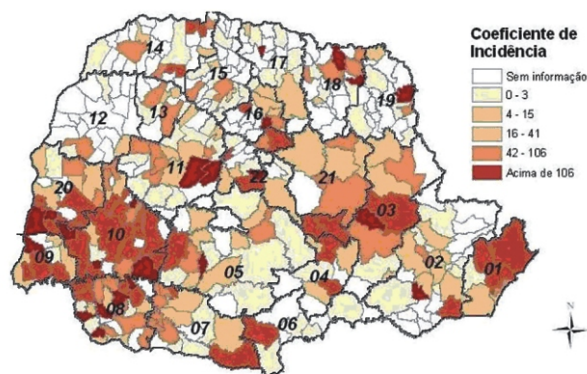 Coeficiente de
Incidência
Sem informação
0 - 3
4 - 15
16 - 41
42 - 106
Acima de 106
14
15
17
18
19
12
13
16
11
22
21
20
03
10
09
05
04
02
01
08
07
06
N